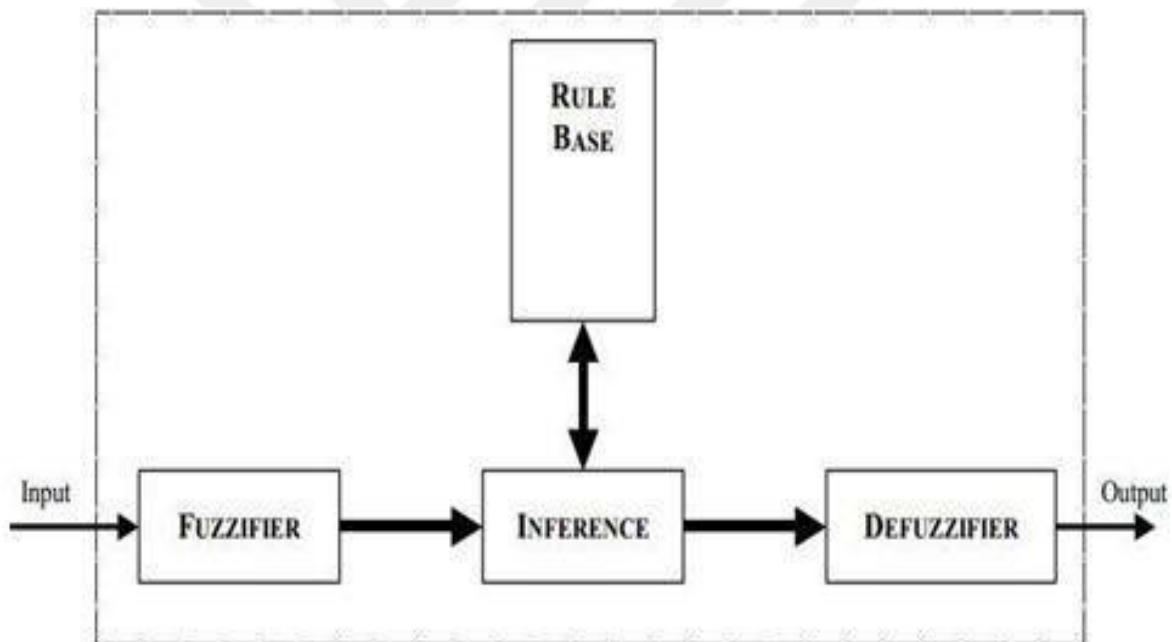 RULE
BASE
Input
FUZZIFIER
INFERENCE
DEFUZZIFIER
Output